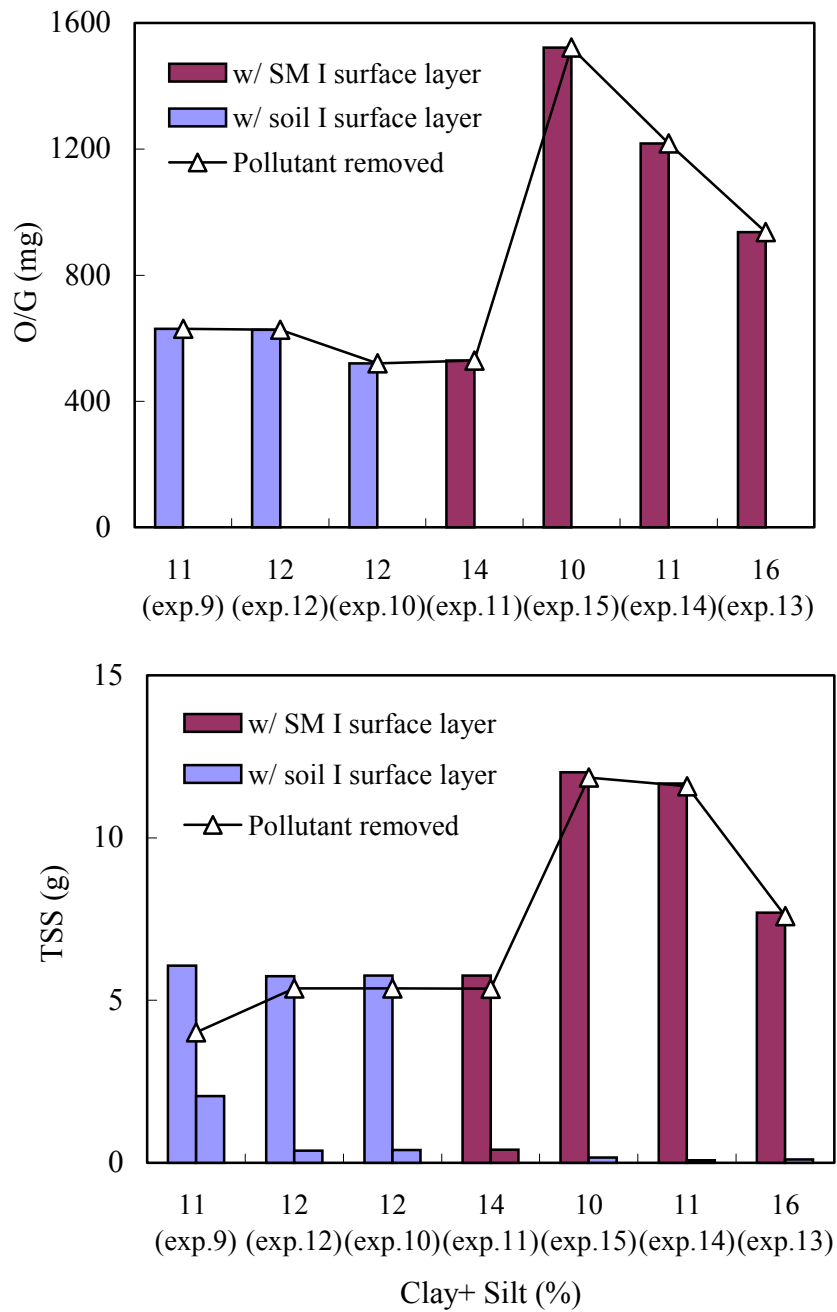 1600
1200
800
400
0
O/G (mg)
w/ SM I surface layer
w/ soil I surface layer
Pollutant removed
11 12 12 14 10 11 16
(exp.9) (exp.12) (exp.10) (exp.11) (exp.15) (exp.14) (exp.13)
15
10
5
0
TSS (g)
w/ SM I surface layer
w/ soil I surface layer
Pollutant removed
11 12 12 14 10 11 16
(exp.9) (exp.12) (exp.10) (exp.11) (exp.15) (exp.14) (exp.13)
Clay+ Silt (%)